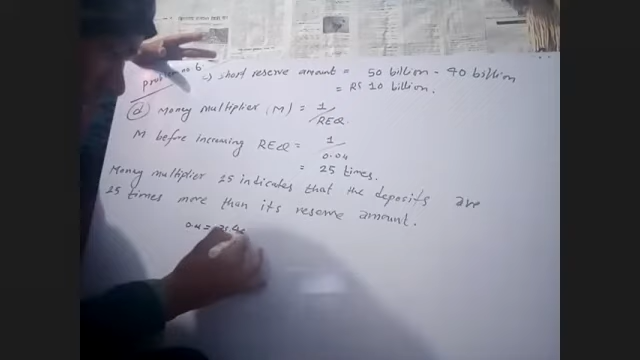 Problem no 6
→ short reserve amount = 50 billion - 40 billion
= RS 10 billion.
(d) Money multiplier (M) = 1/REQ
M before increasing REQ = 1/0.04
= 25 times.
Money multiplier 25 indicates that the deposits are
25 times more than its reserve amount.